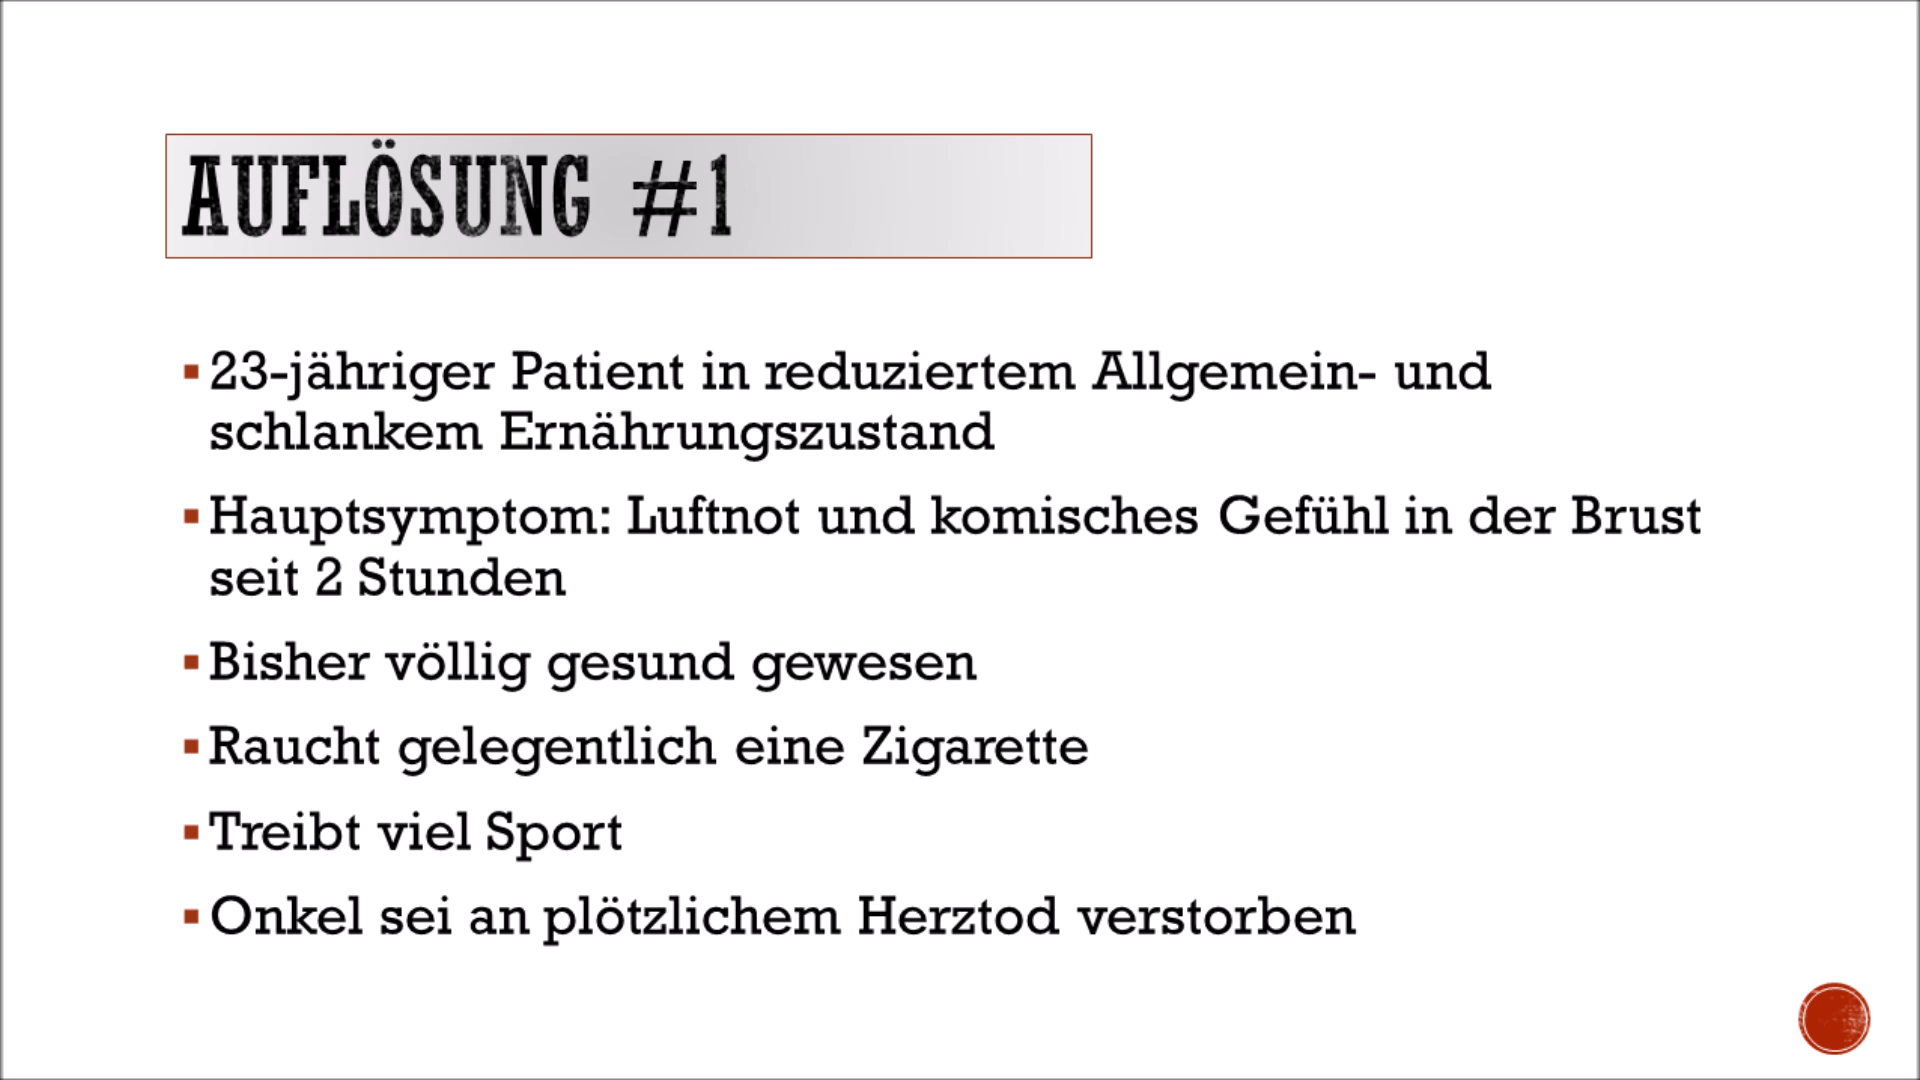 AUFLÖSUNG #1
23-jähriger Patient in reduziertem Allgemein- und
schlankem Ernährungszustand
Hauptsymptom: Luftnot und komisches Gefühl in der Brust
seit 2 Stunden
Bisher völlig gesund gewesen
Raucht gelegentlich eine Zigarette
Treibt viel Sport
Onkel sei an plötzlichem Herztod verstorben